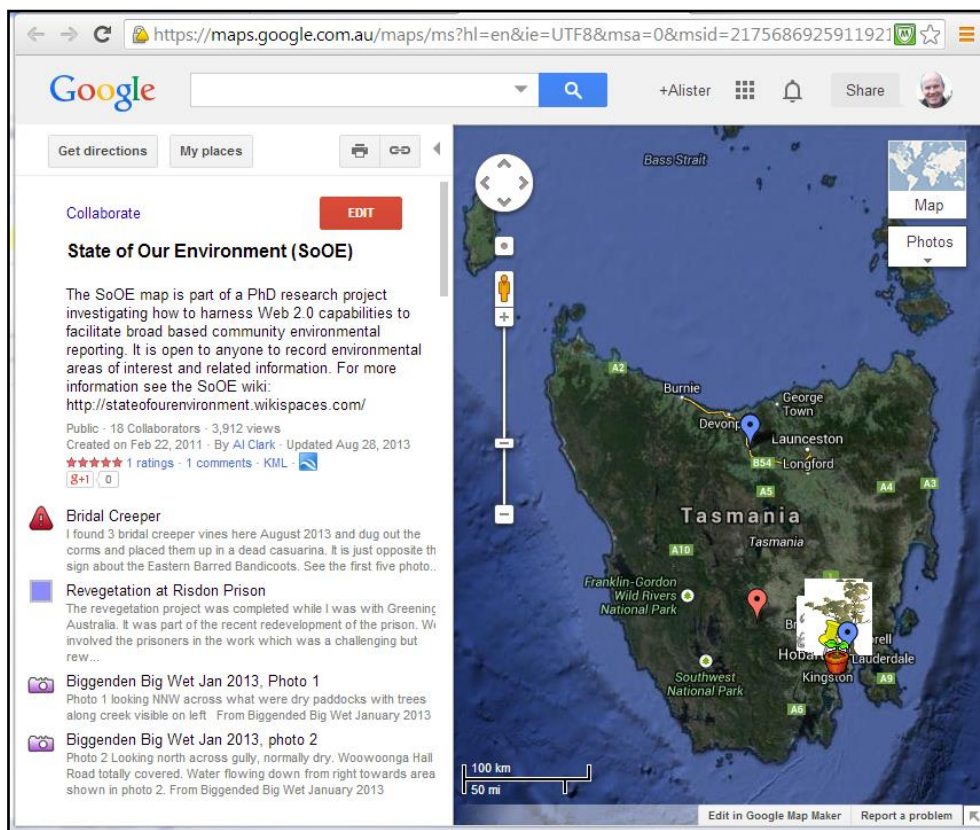 https://maps.google.com.au/maps/ms?hl=en&ie=UTF8&msa=0&msid=2175686925911921
Google
+Alister
Share
Get directions
My places
Collaborate
EDIT
State of Our Environment (SoOE)
The SoOE map is part of a PhD research project
investigating how to harness Web 2.0 capabilities to
facilitate broad based community environmental
reporting. It is open to anyone to record environmental
areas of interest and related information. For more
information see the SoOE wiki:
http://stateofourenvironment.wikispaces.com/
Public · 18 Collaborators · 3,912 views
Created on Feb 22, 2011 · By Al Clark · Updated Aug 28, 2013
1 ratings · 1 comments · KML ·
g+1 0
Bridal Creeper
I found 3 bridal creeper vines here August 2013 and dug out the
corms and placed them up in a dead casuarina. It is just opposite th
sign about the Eastern Barred Bandicoots. See the first five photo...
Revegetation at Risdon Prison
The revegetation project was completed while I was with Greening
Australia. It was part of the recent redevelopment of the prison. We
involved the prisoners in the work which was a challenging but
rew...
Biggenden Big Wet Jan 2013, Photo 1
Photo 1 looking NNW across what were dry paddocks with trees
along creek visible on left From Biggended Big Wet January 2013
Biggenden Big Wet Jan 2013, photo 2
Photo 2 Looking north across gully, normally dry. Woowoonga Hall
Road totally covered. Water flowing down from right towards area
shown in photo 2. From Biggended Big Wet January 2013
Bass Strait
Map
Photos
A2
Burnie
George
Town
Devonp
Launceston
B54
Longford
A3
A5
A4
Tasmania
Tasmania
A10
1
Franklin-Gordon
Wild Rivers
National Park
Br
rell
Hobart
Lauderdale
Southwest
National Park
Kingston
A9
A6
100 km
50 mi
Edit in Google Map Maker
Report a problem